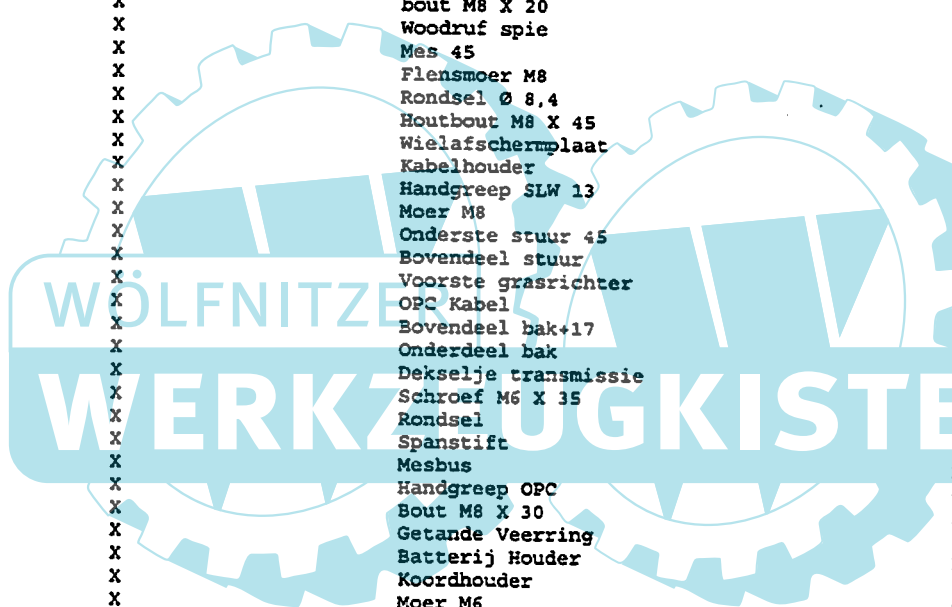 X bout M8 X 20
X Woodruf spie
X Mes 45
X Flensmoer M8
X Rondsel Ø 8,4
X Houtbout M8 X 45
X Wielafschermplaat
X Kabelhouder
X Handgreep SLW 13
X Moer M8
X Onderste stuur 45
X Bovendeel stuur
X Voorste grasrichter
X OPC Kabel
X Bovendeel bak+17
X Onderdeel bak
X Dekseltje transmissie
X Schroef M6 X 35
X Rondsel
X Spanstift
X Mesbus
X Handgreep OPC
X Bout M8 X 30
X Getande Veerring
X Batterij Houder
X Koordhouder
X Moer M6
WÖLFNITZER
WERKZEUGKISTE